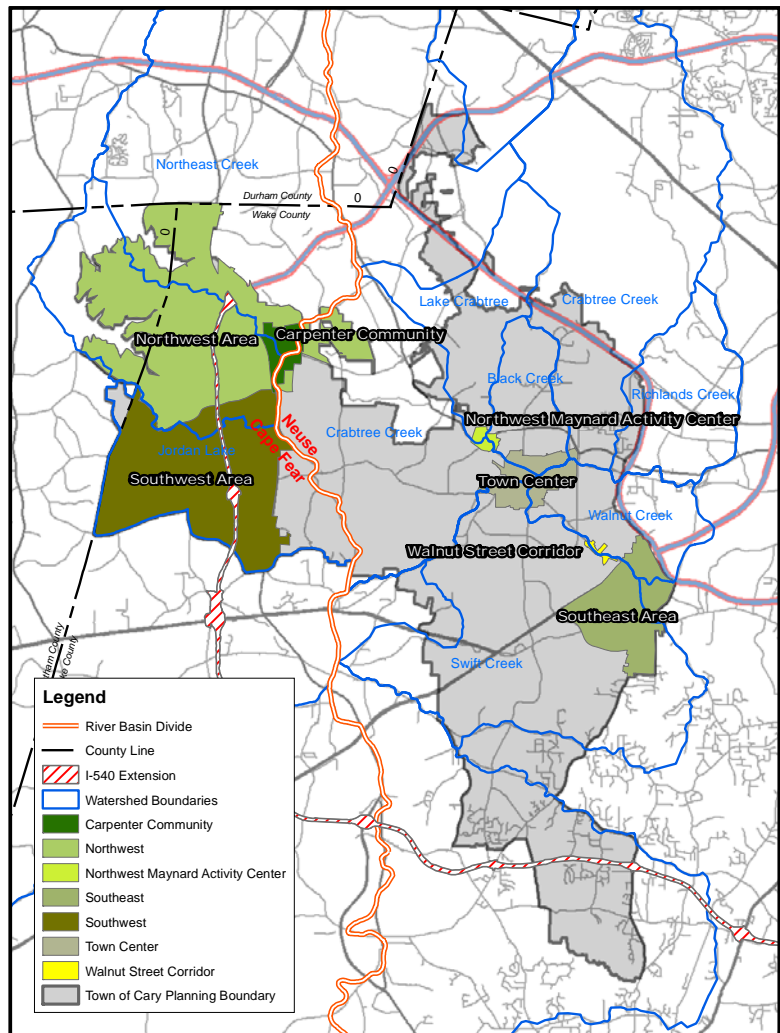 Northeast Creek
Durham County
Wake County
0
0
0
Lake Crabtree
Crabtree Creek
Northwest Area
Carpenter Community
Black Creek
Richlands Creek
Northwest Maynard Activity Center
Neuse
Cape Fear
Crabtree Creek
Jordan Lake
Southwest Area
Town Center
Walnut Creek
Walnut Street Corridor
Southeast Area
Swift Creek
Legend
River Basin Divide
County Line
I-540 Extension
Watershed Boundaries
Carpenter Community
Northwest
Northwest Maynard Activity Center
Southeast
Southwest
Town Center
Walnut Street Corridor
Town of Cary Planning Boundary